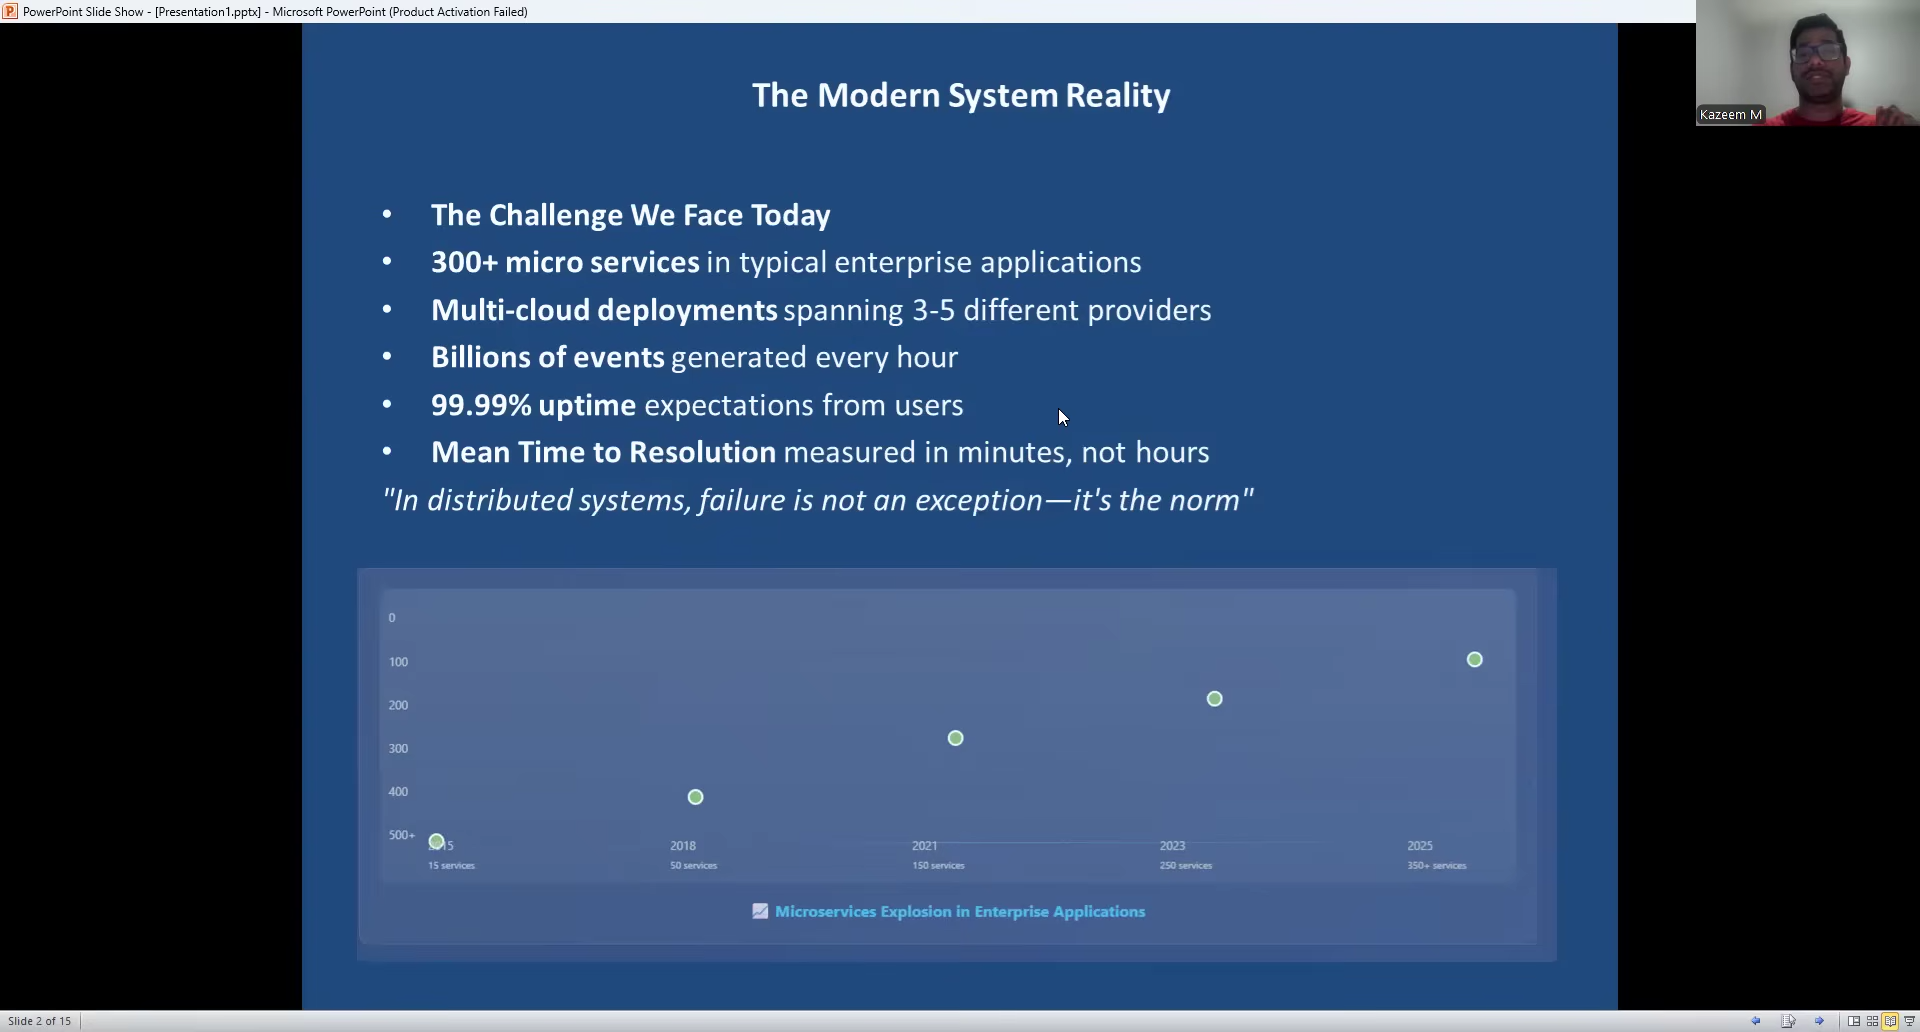 PowerPoint Slide Show - [Presentation1.pptx] - Microsoft PowerPoint (Product Activation Failed)
Kazeem M
The Modern System Reality
• The Challenge We Face Today
• 300+ micro services in typical enterprise applications
• Multi-cloud deployments spanning 3-5 different providers
• Billions of events generated every hour
• 99.99% uptime expectations from users
• Mean Time to Resolution measured in minutes, not hours
"In distributed systems, failure is not an exception—it's the norm"
0
100
200
300
400
500+
2018 2021 2023 2025
15 services 50 services 150 services 250 services 350+ services
Microservices Explosion in Enterprise Applications
Slide 2 of 15